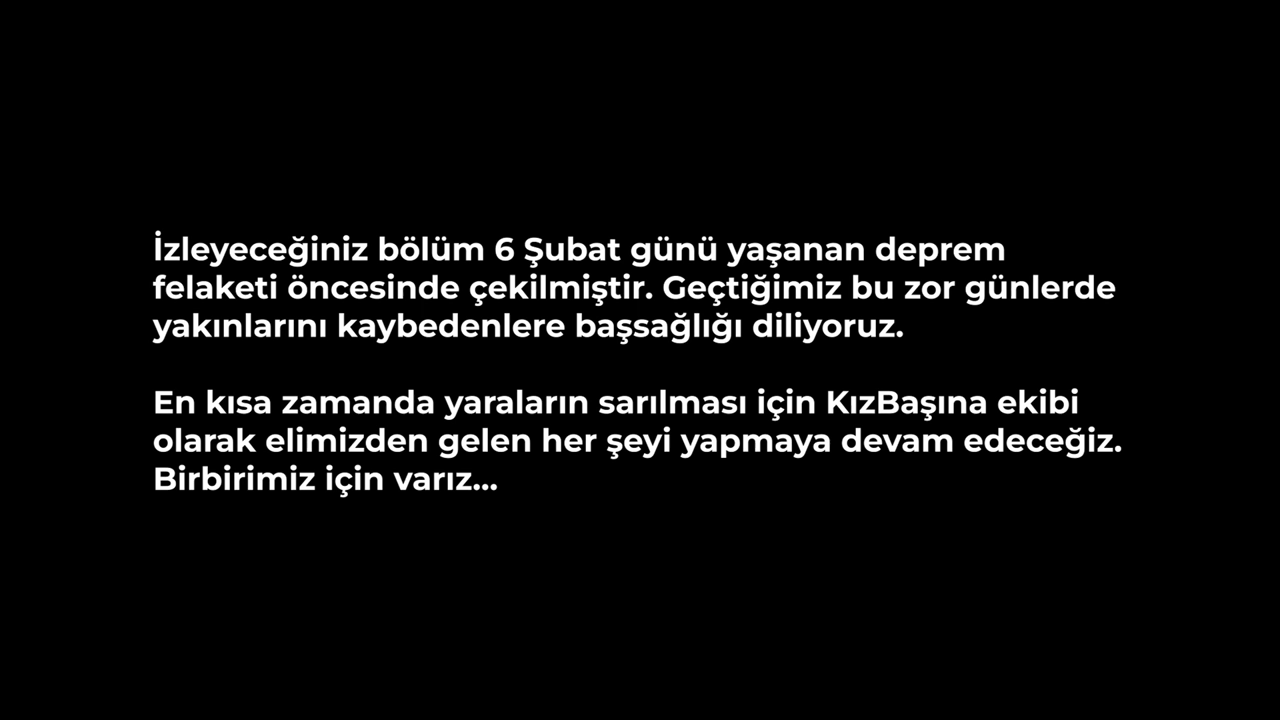 İzleyeceğiniz bölüm 6 Şubat günü yaşanan deprem
felaketi öncesinde çekilmiştir. Geçtiğimiz bu zor günlerde
yakınlarını kaybedenlere başsağlığı diliyoruz.
En kısa zamanda yaraların sarılması için KızBaşına ekibi
olarak elimizden gelen her şeyi yapmaya devam edeceğiz.
Birbirimiz için varız...